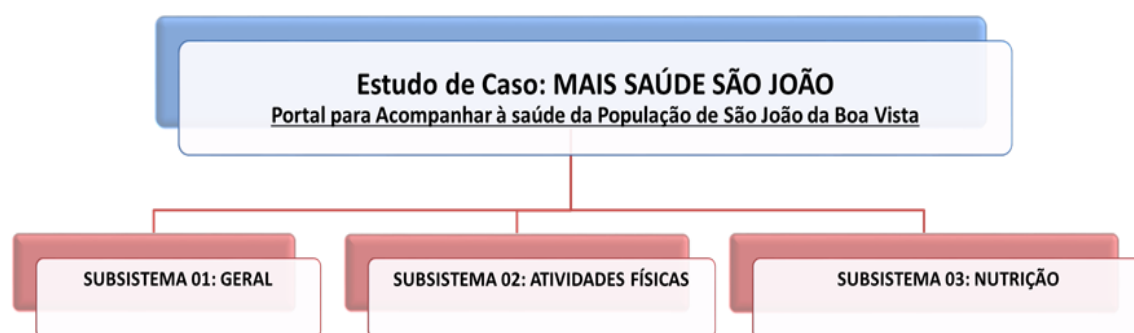 Estudo de Caso: MAIS SAÚDE SÃO JOÃO
Portal para Acompanhar à saúde da População de São João da Boa Vista
SUBSISTEMA 01: GERAL
SUBSISTEMA 02: ATIVIDADES FÍSICAS
SUBSISTEMA 03: NUTRIÇÃO